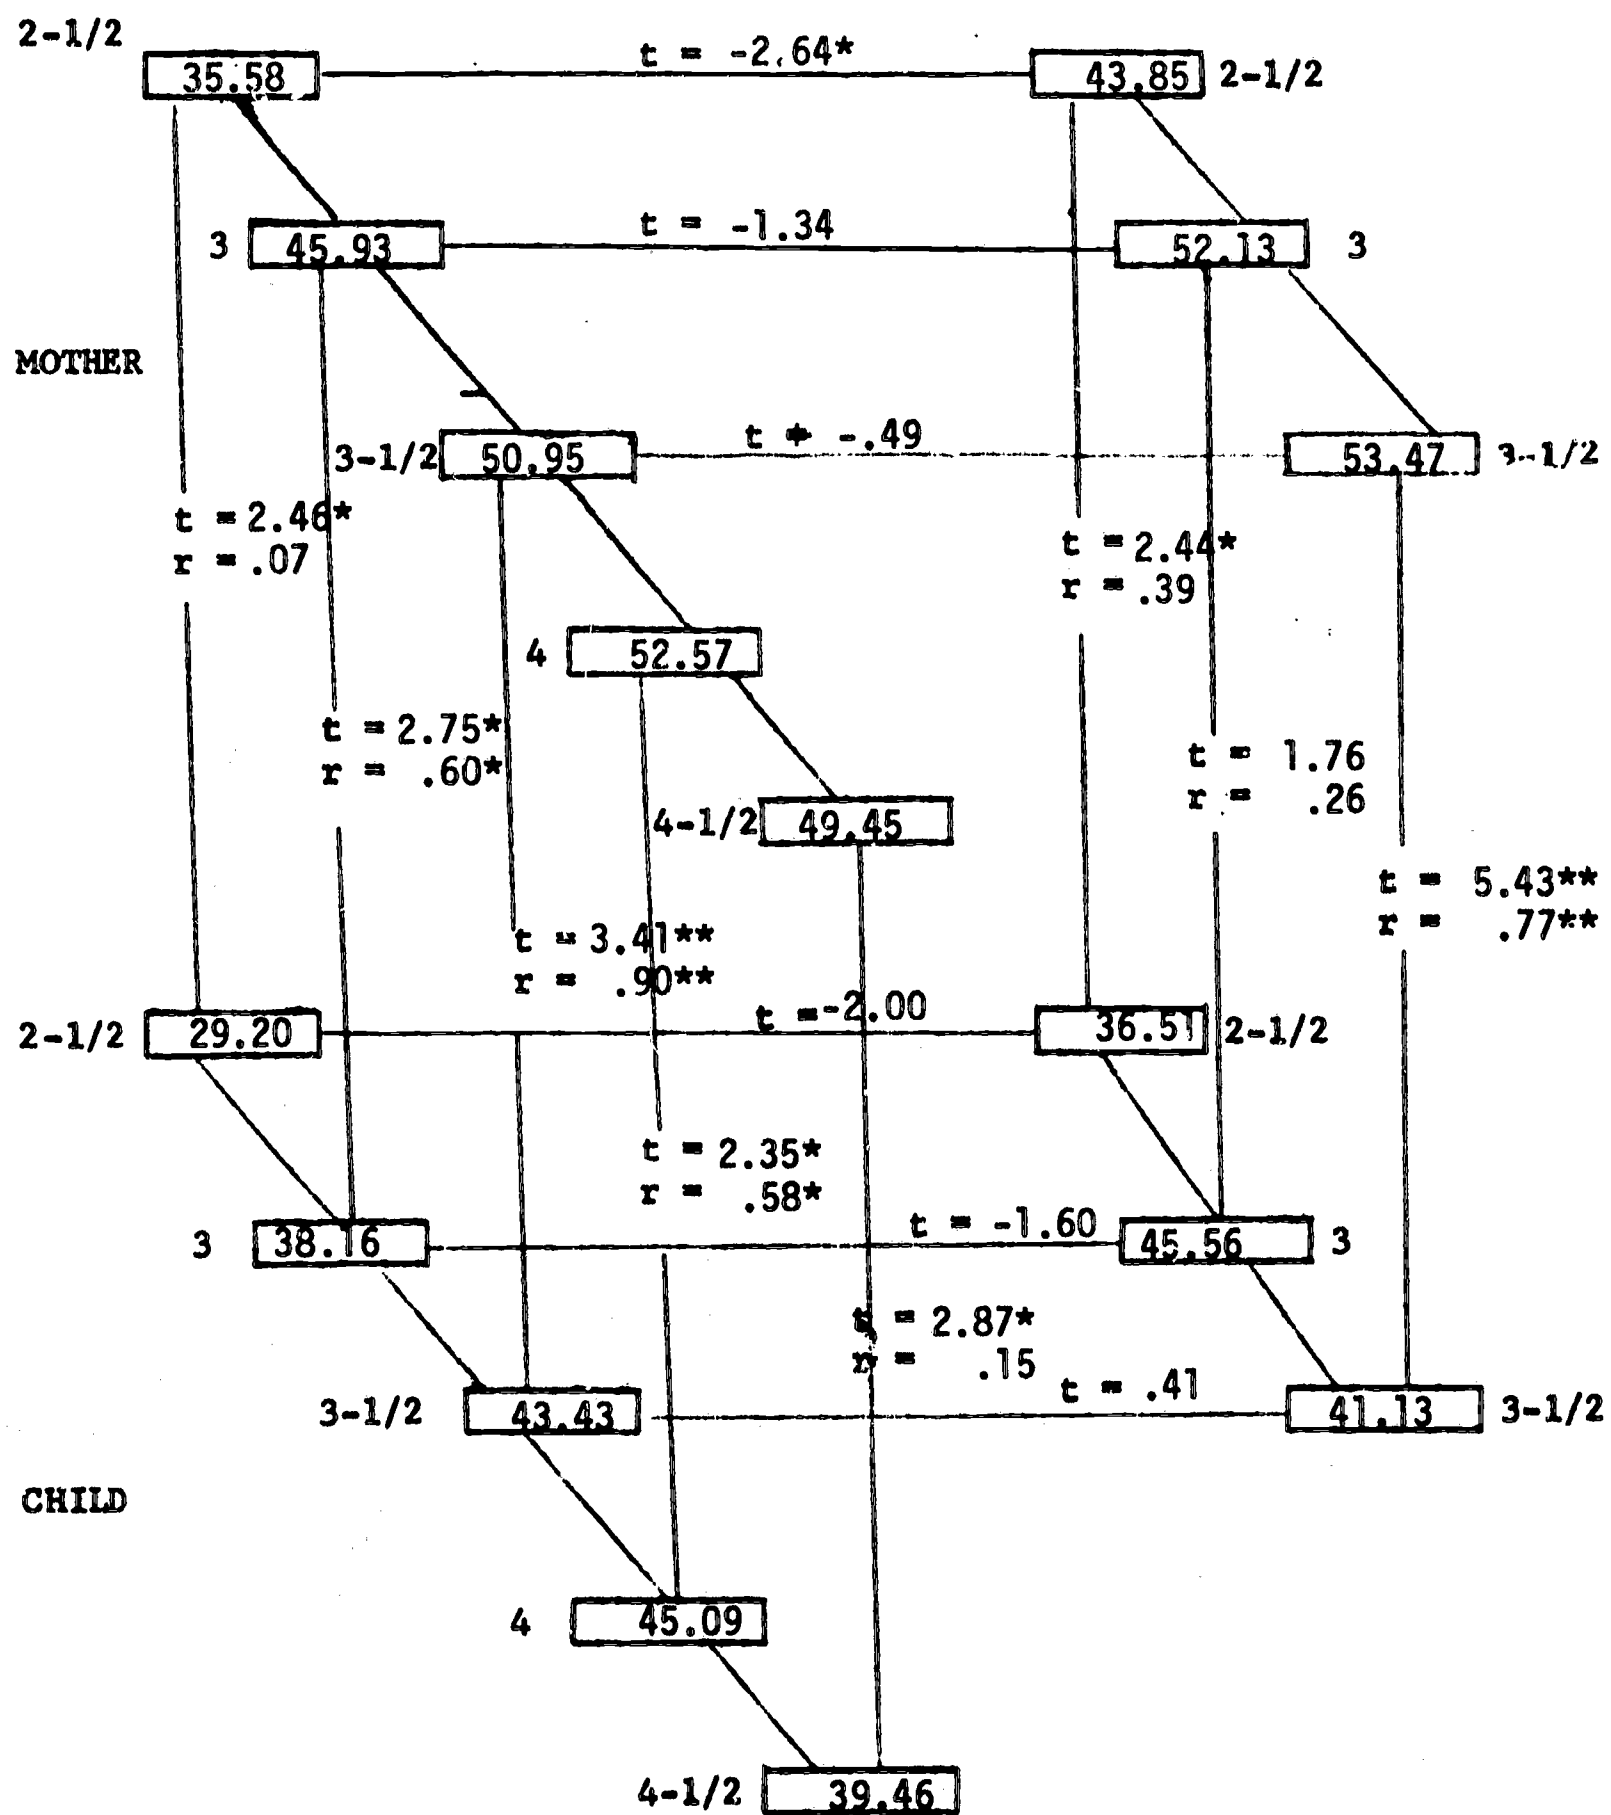 2-1/2
35.58
t = -2.64*
43.85
2-1/2
3
45.93
t = -1.34
52.13
3
MOTHER
3-1/2
50.95
t = -.49
53.47
3-1/2
t = 2.46*
r = .07
t = 2.44*
r = .39
4
52.57
t = 2.75*
r = .60*
t = 1.76
r = .26
4-1/2
49.45
t = 5.43**
r = .77**
t = 3.41**
r = .90**
2-1/2
29.20
t = -2.00
36.51
2-1/2
t = 2.35*
r = .58*
3
38.16
t = -1.60
45.56
3
t = 2.87*
r = .15
t = .41
3-1/2
43.43
41.13
3-1/2
CHILD
4
45.09
4-1/2
39.46